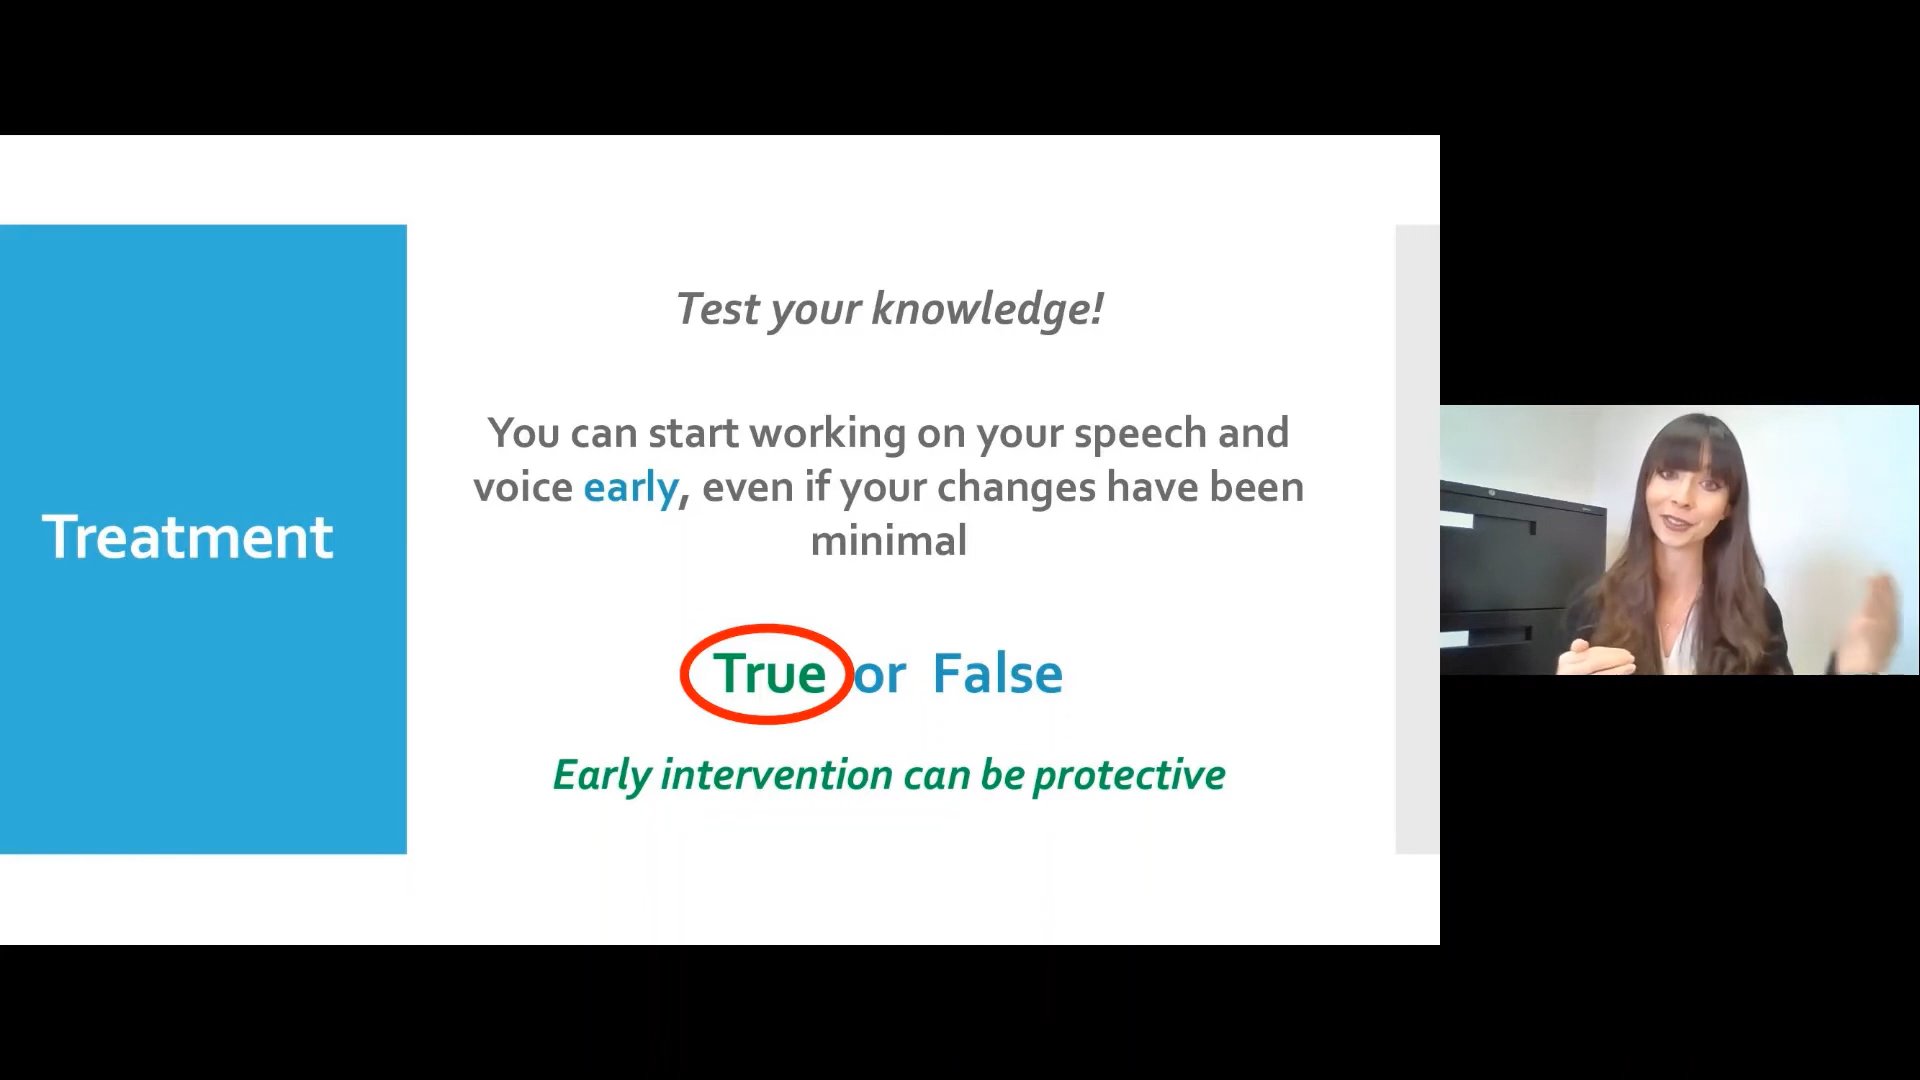 Treatment
Test your knowledge!
You can start working on your speech and
voice early, even if your changes have been
minimal
True or False
Early intervention can be protective